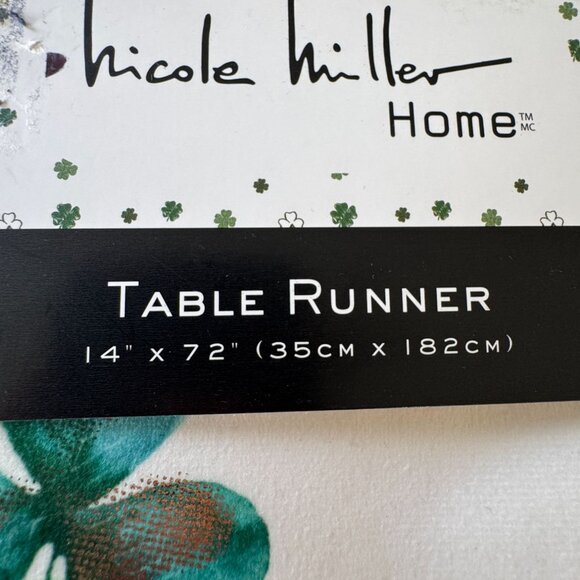 Nicole Miller
Home™
MC
TABLE RUNNER
14" X 72" (35CM X 182CM)